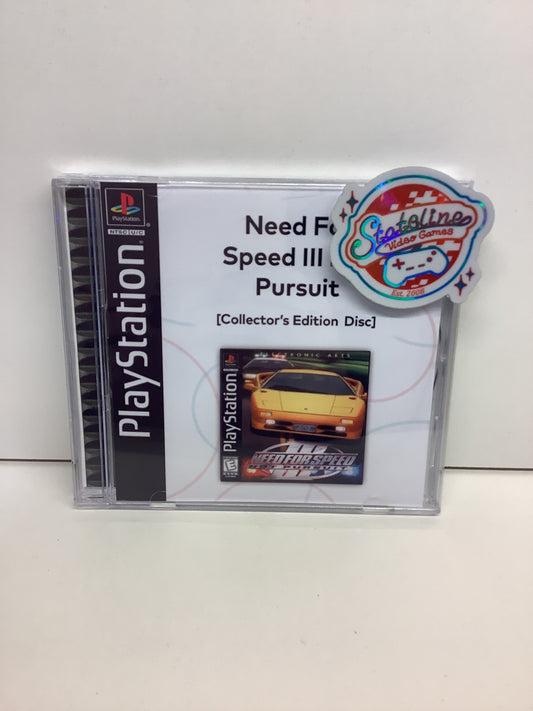 PlayStation
NTSC U/C
PlayStation
Need Fo
Speed III
Pursuit
[Collector's Edition Disc]
Stateline
Video Games
Est. 2008
ELECTRONIC ARTS
PlayStation
III
NEED FOR SPEED
HOT PURSUIT
E